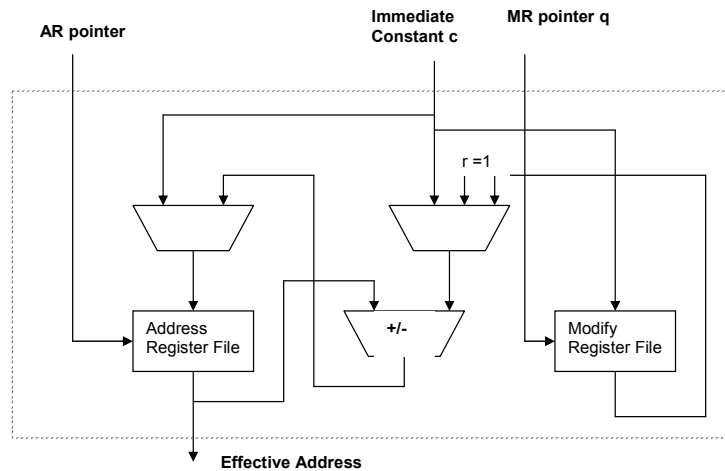 AR pointer
Immediate
Constant c
MR pointer q
r =1
Address
Register File
+/-
Modify
Register File
Effective Address